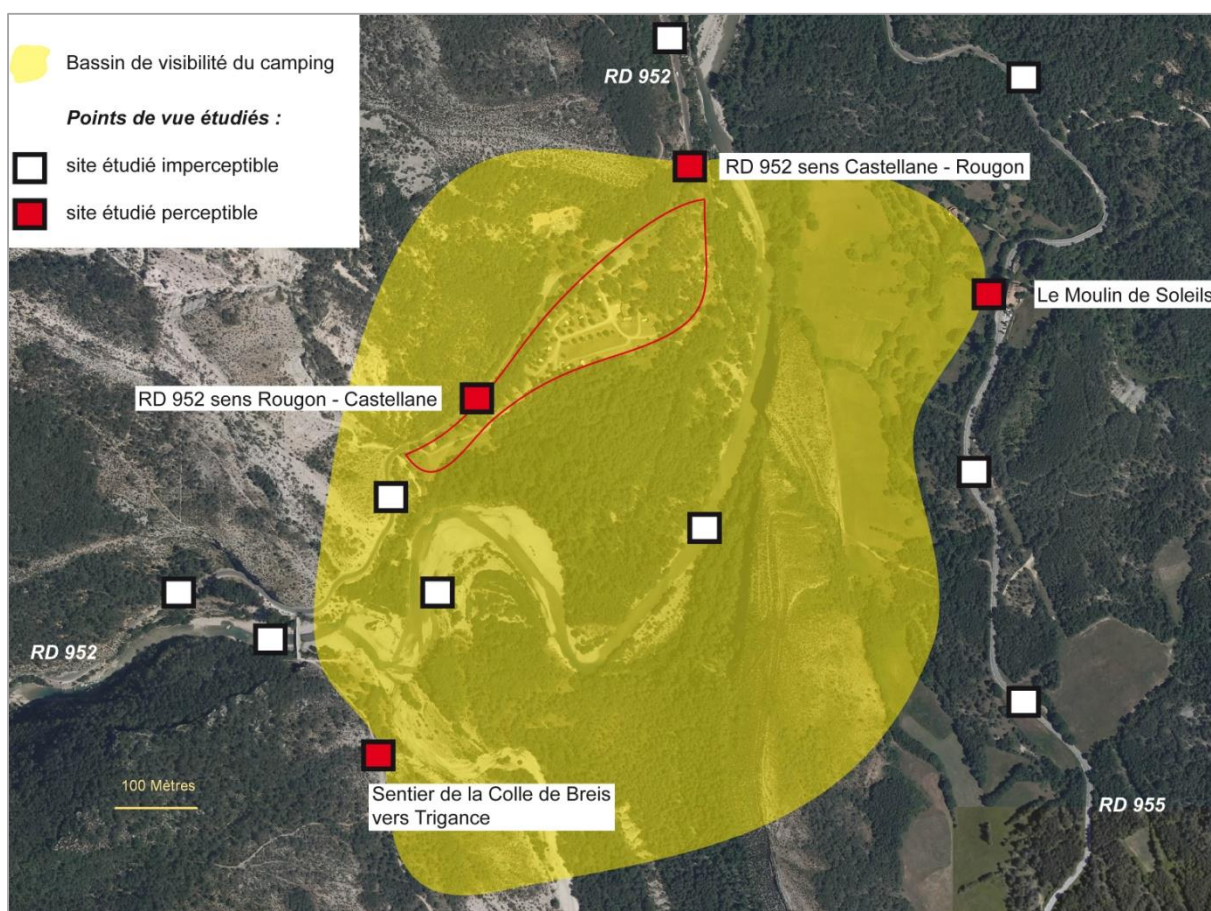 Bassin de visibilité du camping
Points de vue étudiés :
site étudié imperceptible
site étudié perceptible
RD 952
RD 952 sens Castellane - Rougon
Le Moulin de Soleils
RD 952 sens Rougon - Castellane
RD 952
100 Mètres
Sentier de la Colle de Breis
vers Trigance
RD 955